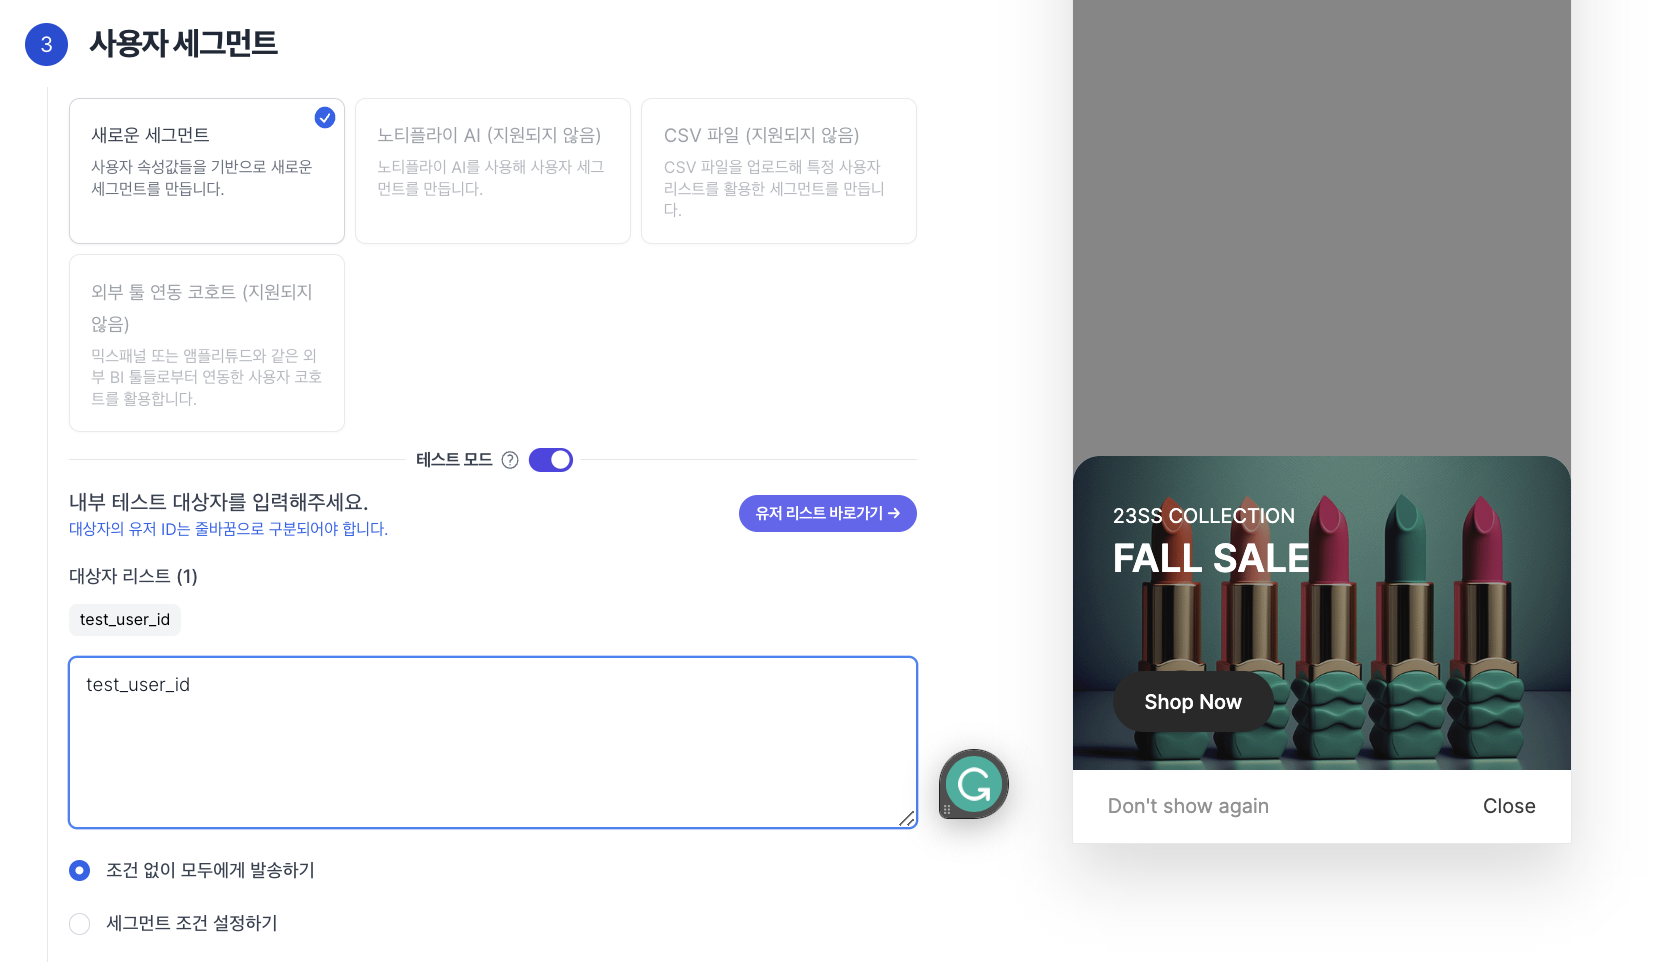 3
사용자 세그먼트
새로운 세그먼트
사용자 속성값들을 기반으로 새로운
세그먼트를 만듭니다.
노티플라이 AI (지원되지 않음)
노티플라이 AI를 사용해 사용자 세그
먼트를 만듭니다.
CSV 파일 (지원되지 않음)
CSV 파일을 업로드해 특정 사용자
리스트를 활용한 세그먼트를 만듭니
다.
외부 툴 연동 코호트 (지원되지
않음)
믹스패널 또는 앰플리튜드와 같은 외
부 BI 툴들로부터 연동한 사용자 코호
트를 활용합니다.
테스트 모드 ?
내부 테스트 대상자를 입력해주세요.
대상자의 유저 ID는 줄바꿈으로 구분되어야 합니다.
유저 리스트 바로가기 →
대상자 리스트 (1)
test_user_id
test_user_id
조건 없이 모두에게 발송하기
세그먼트 조건 설정하기
23SS COLLECTION
FALL SALE
Shop Now
Don't show again
Close